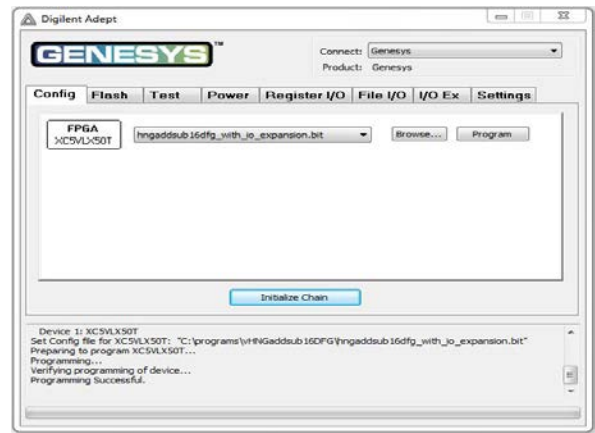 Digilent Adept
GENESYS™
Connect: Genesys
Product: Genesys
Config Flash Test Power Register I/O File I/O I/O Ex Settings
FPGA
XC5VLX50T
hngaddsub16dfg_with_io_expansion.bit
Browse... Program
Initialize Chain
Device 1: XC5VLX50T
Set Config file for XC5VLX50T: "C:\programs\vHNGaddsub16DFG\hngaddsub16dfg_with_io_expansion.bit"
Preparing to program XC5VLX50T...
Programming...
Verifying programming of device...
Programming Successful.